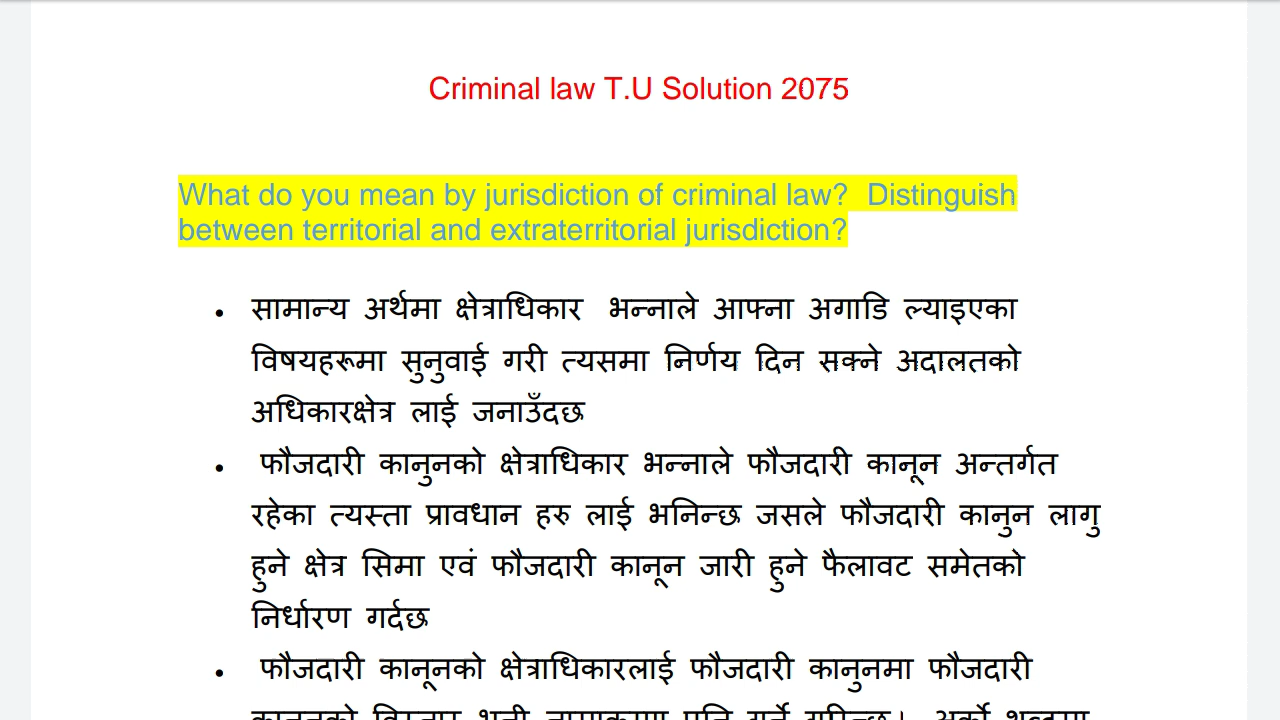 Criminal law T.U Solution 2075
What do you mean by jurisdiction of criminal law? Distinguish
between territorial and extraterritorial jurisdiction?
• सामान्य अर्थमा क्षेत्राधिकार भन्नाले आफ्ना अगाडि ल्याइएका
विषयहरूमा सुनुवाई गरी त्यसमा निर्णय दिन सक्ने अदालतको
अधिकारक्षेत्र लाई जनाउँदछ
• फौजदारी कानुनको क्षेत्राधिकार भन्नाले फौजदारी कानून अन्तर्गत
रहेका त्यस्ता प्रावधान हरु लाई भनिन्छ जसले फौजदारी कानुन लागु
हुने क्षेत्र सिमा एवं फौजदारी कानून जारी हुने फैलावट समेतको
निर्धारण गर्दछ
• फौजदारी कानूनको क्षेत्राधिकारलाई फौजदारी कानुनमा फौजदारी